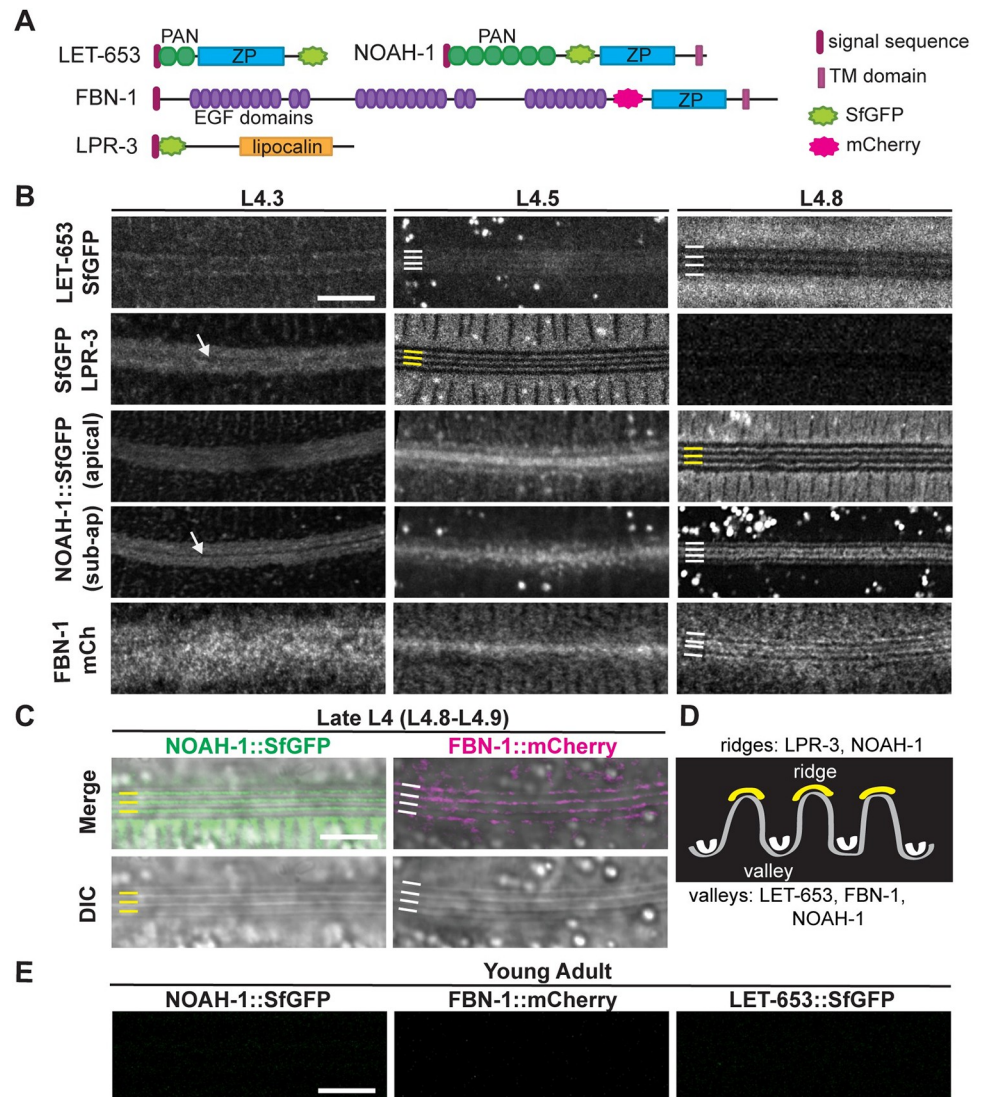 A
PAN
LET-653
ZP
PAN
NOAH-1
ZP
signal sequence
TM domain
FBN-1
ZP
EGF domains
SfGFP
LPR-3
lipocalin
mCherry
B
L4.3
L4.5
L4.8
LET-653
SfGFP
SfGFP
LPR-3
NOAH-1::SfGFP
(apical)
NOAH-1::SfGFP
(sub-ap)
FBN-1
mCh
C
Late L4 (L4.8-L4.9)
NOAH-1::SfGFP
FBN-1::mCherry
Merge
DIC
D
ridges: LPR-3, NOAH-1
ridge
valley
valleys: LET-653, FBN-1,
NOAH-1
E
Young Adult
NOAH-1::SfGFP
FBN-1::mCherry
LET-653::SfGFP